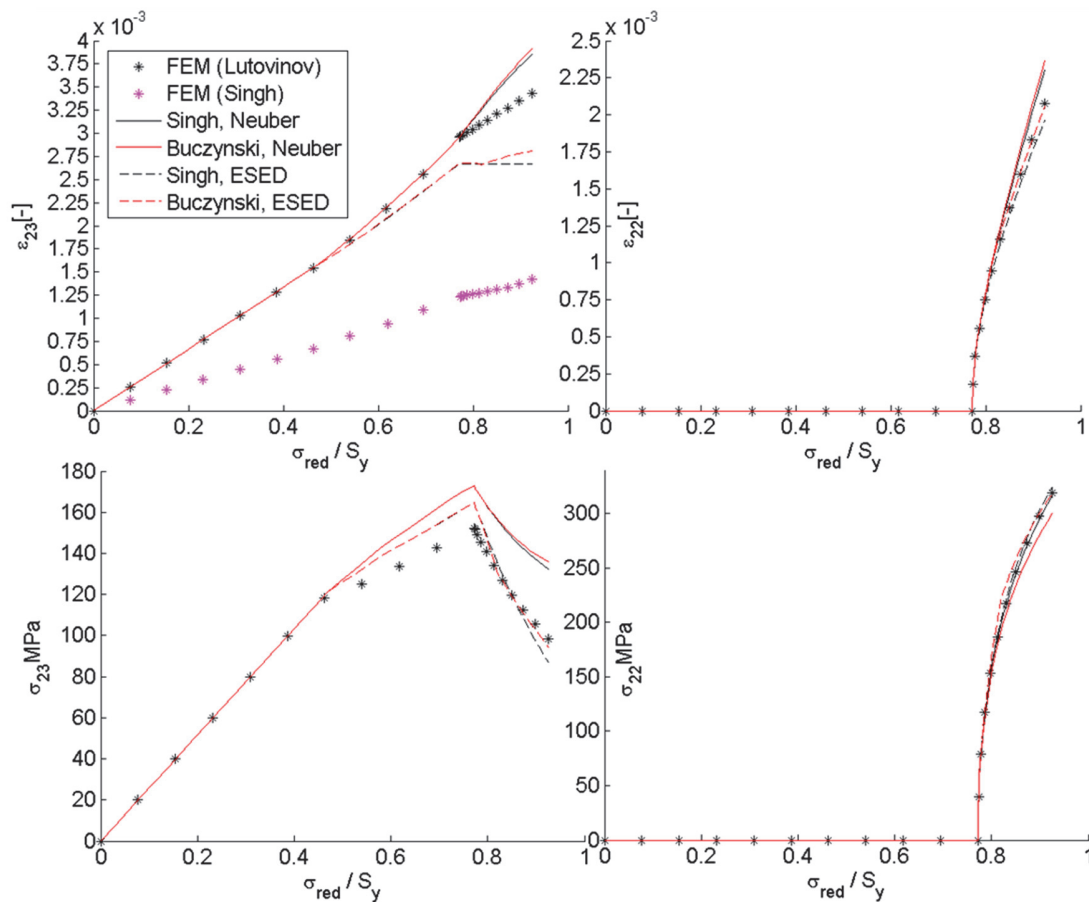 x 10⁻³
4
3.75
3.5
3.25
3
2.75
2.5
2.25
2
1.75
1.5
1.25
1
0.75
0.5
0.25
0
ε₂₃[-]
FEM (Lutovinov)
FEM (Singh)
Singh, Neuber
Buczynski, Neuber
Singh, ESED
Buczynski, ESED
0 0.2 0.4 0.6 0.8 1
σred / Sy
x 10⁻³
2.5
2.25
2
1.75
1.5
1.25
1
0.75
0.5
0.25
0
ε₂₂[-]
0 0.2 0.4 0.6 0.8 1
σred / Sy
180
160
140
120
100
80
60
40
20
0
σ₂₃MPa
0 0.2 0.4 0.6 0.8 1
σred / Sy
300
250
200
150
100
50
0
σ₂₂MPa
0 0.2 0.4 0.6 0.8 1
σred / Sy